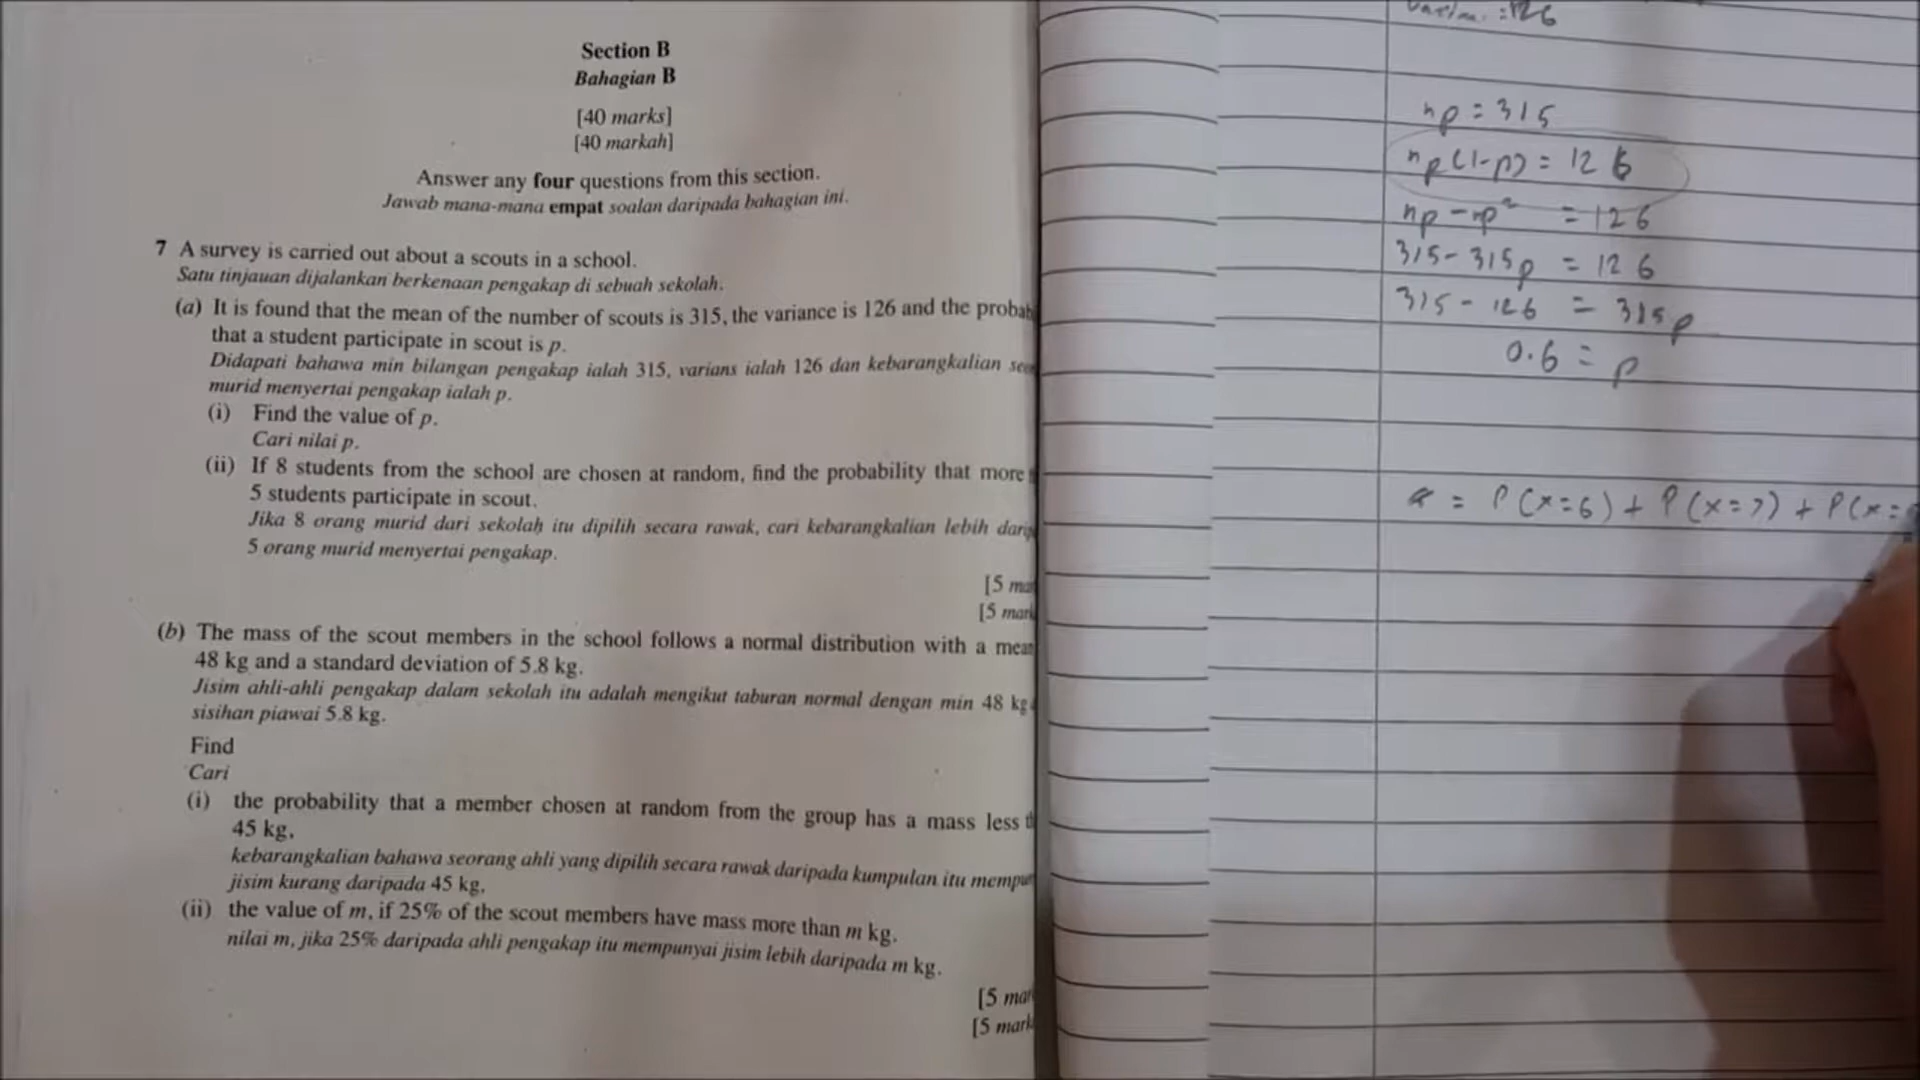 Section B
Bahagian B
[40 marks]
[40 markah]
Answer any four questions from this section.
Jawab mana-mana empat soalan daripada bahagian ini.
7 A survey is carried out about a scouts in a school.
Satu tinjauan dijalankan berkenaan pengakap di sebuah sekolah.
(a) It is found that the mean of the number of scouts is 315, the variance is 126 and the
that a student participate in scout is p.
Didapati bahawa min bilangan pengakap ialah 315, varians ialah 126 dan kebarangkalian
murid menyertai pengakap ialah p.
(i) Find the value of p.
Cari nilai p.
(ii) If 8 students from the school are chosen at random, find the probability that more
5 students participate in scout.
Jika 8 orang murid dari sekolah itu dipilih secara rawak, cari kebarangkalian lebih
5 orang murid menyertai pengakap.
[5
[5
(b) The mass of the scout members in the school follows a normal distribution with a mean
48 kg and a standard deviation of 5.8 kg.
Jisim ahli-ahli pengakap dalam sekolah itu adalah mengikut taburan normal dengan min 48 kg
sisihan piawai 5.8 kg.
Find
Cari
(i) the probability that a member chosen at random from the group has a mass less
45 kg,
kebarangkalian bahawa seorang ahli yang dipilih secara rawak daripada kumpulan itu
jisim kurang daripada 45 kg,
(ii) the value of m, if 25% of the scout members have mass more than m kg.
nilai m, jika 25% daripada ahli pengakap itu mempunyai jisim lebih daripada m kg.
[5
[5
= 126
np = 315
np(1-p) = 126
np - np² = 126
315 - 315p = 126
315 - 126 = 315p
0.6 = p
= P(x=6) + P(x=7) + P(x=